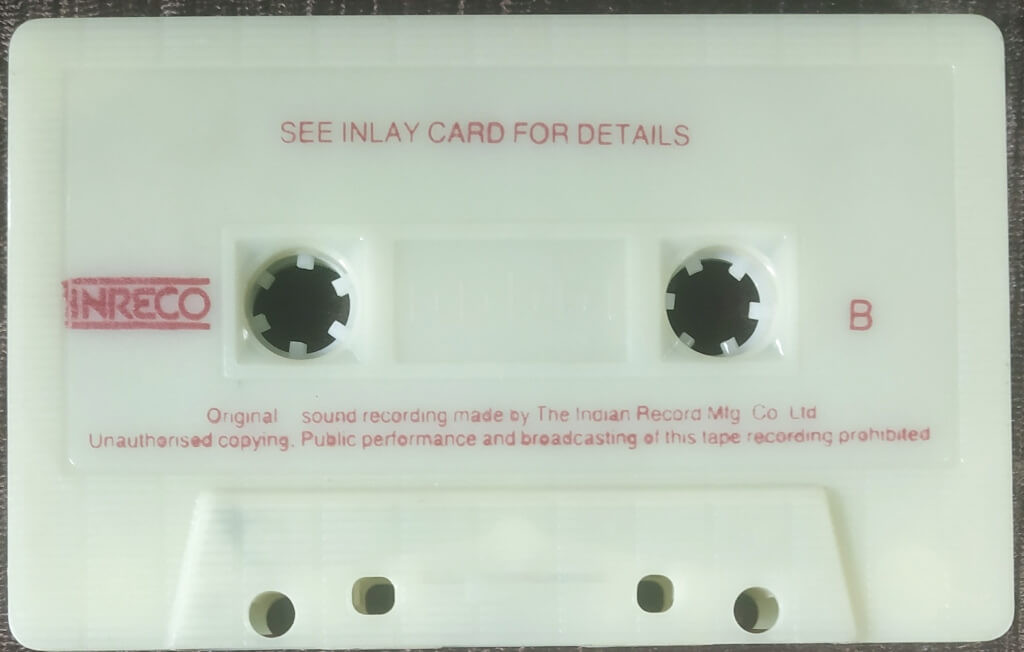 SEE INLAY CARD FOR DETAILS
INRECO
B
Original sound recording made by The Indian Record Mfg Co Ltd
Unauthorised copying. Public performance and broadcasting of this tape recording prohibited